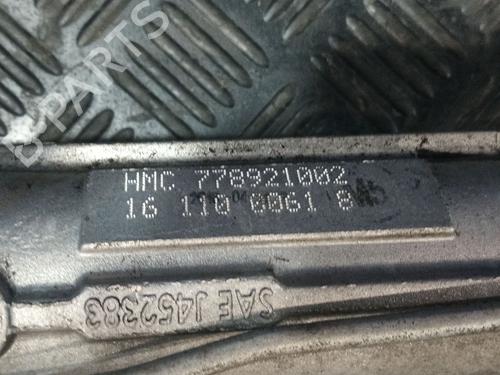 B-PARTS
HMC 778921002
16 110 0061 8
SAE J452383